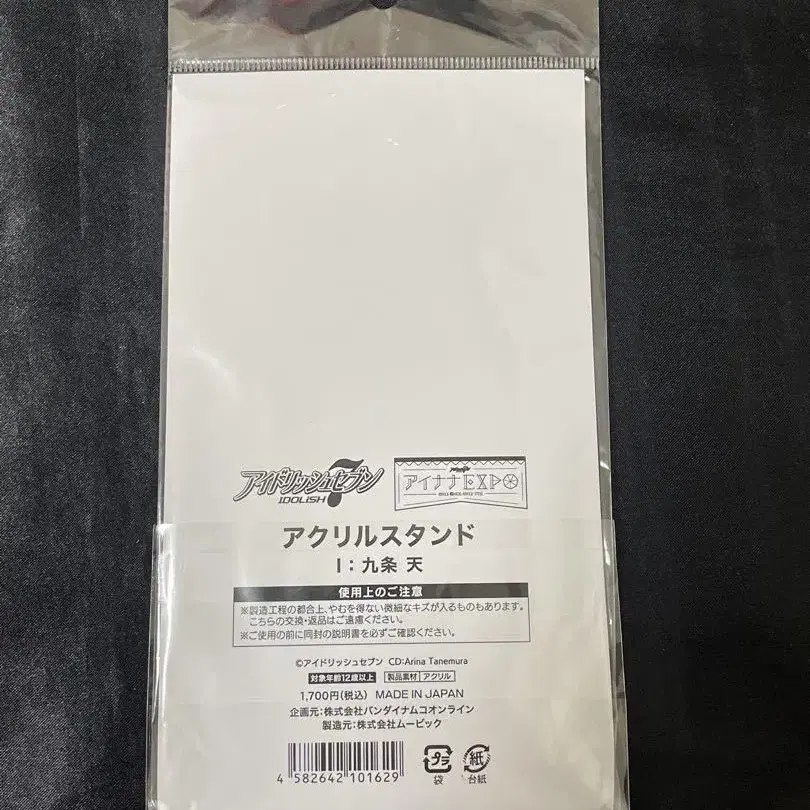 アイドリッシュセブン
7
IDOLiSH
アイナナEXPO
アクリルスタンド
I：九条 天
使用上のご注意
※製造工程の都合上、やむを得ない微細なキズが入るものもあります。
こちらの交換・返品はご遠慮ください。
※ご使用の前に同封の説明書を必ずご確認ください。
©アイドリッシュセブン CD:Arina Tanemura
対象年齢12歳以上 製品素材 アクリル
1,700円(税込) MADE IN JAPAN
企画元：株式会社バンダイナムコオンライン
製造元：株式会社ムービック
4 582642 101629
プラ
袋
紙
台紙